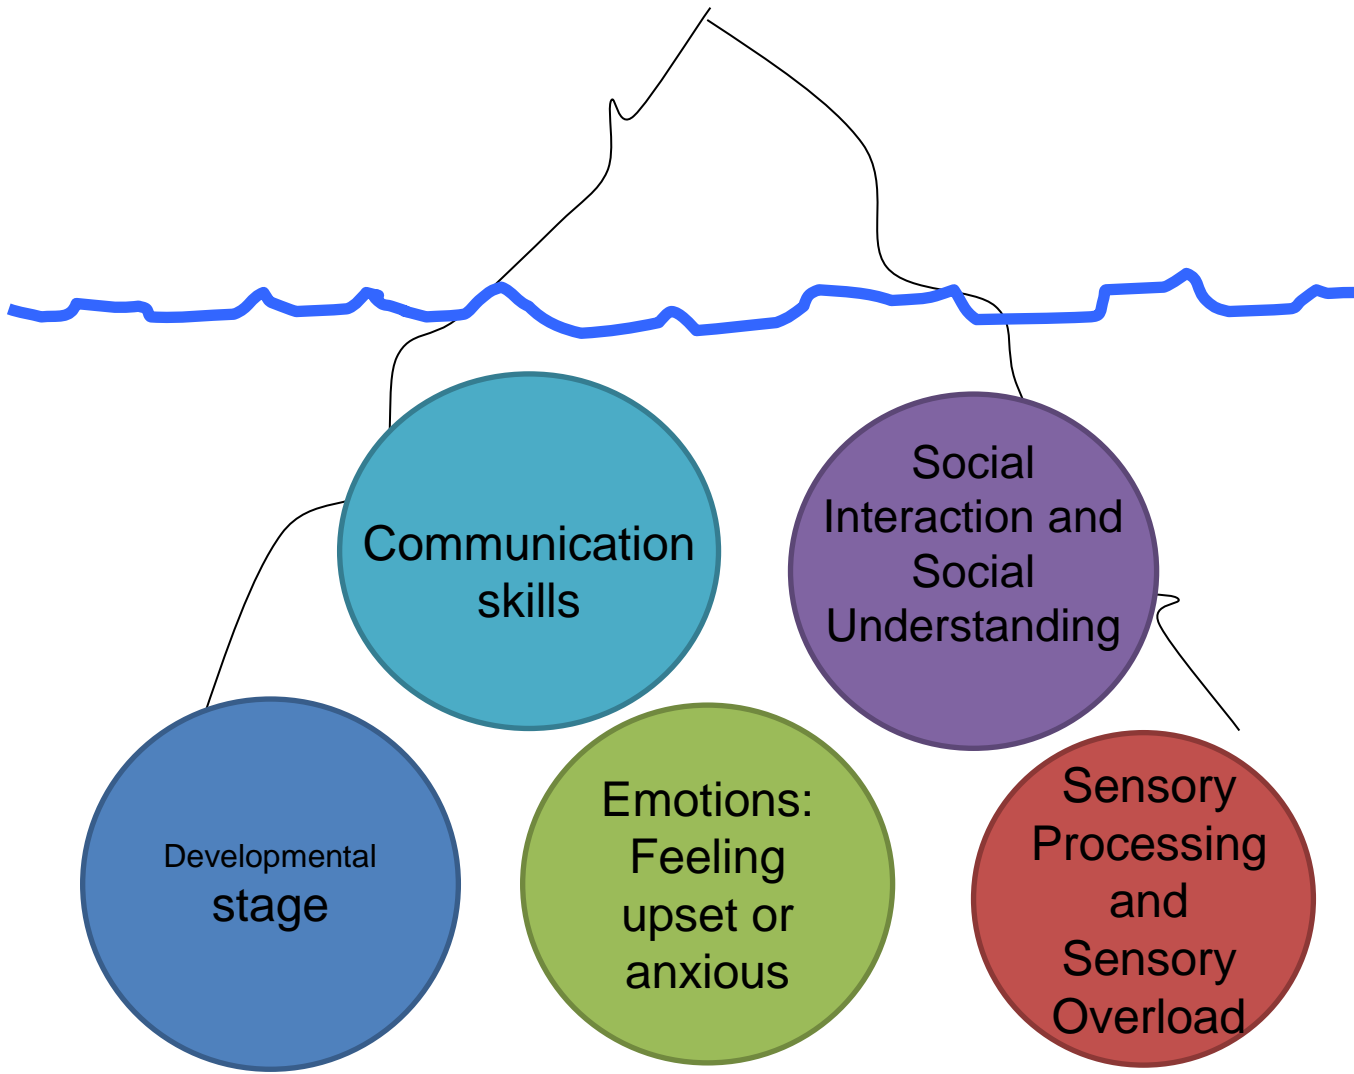 Communication
skills
Social
Interaction and
Social
Understanding
Developmental
stage
Emotions:
Feeling
upset or
anxious
Sensory
Processing
and
Sensory
Overload